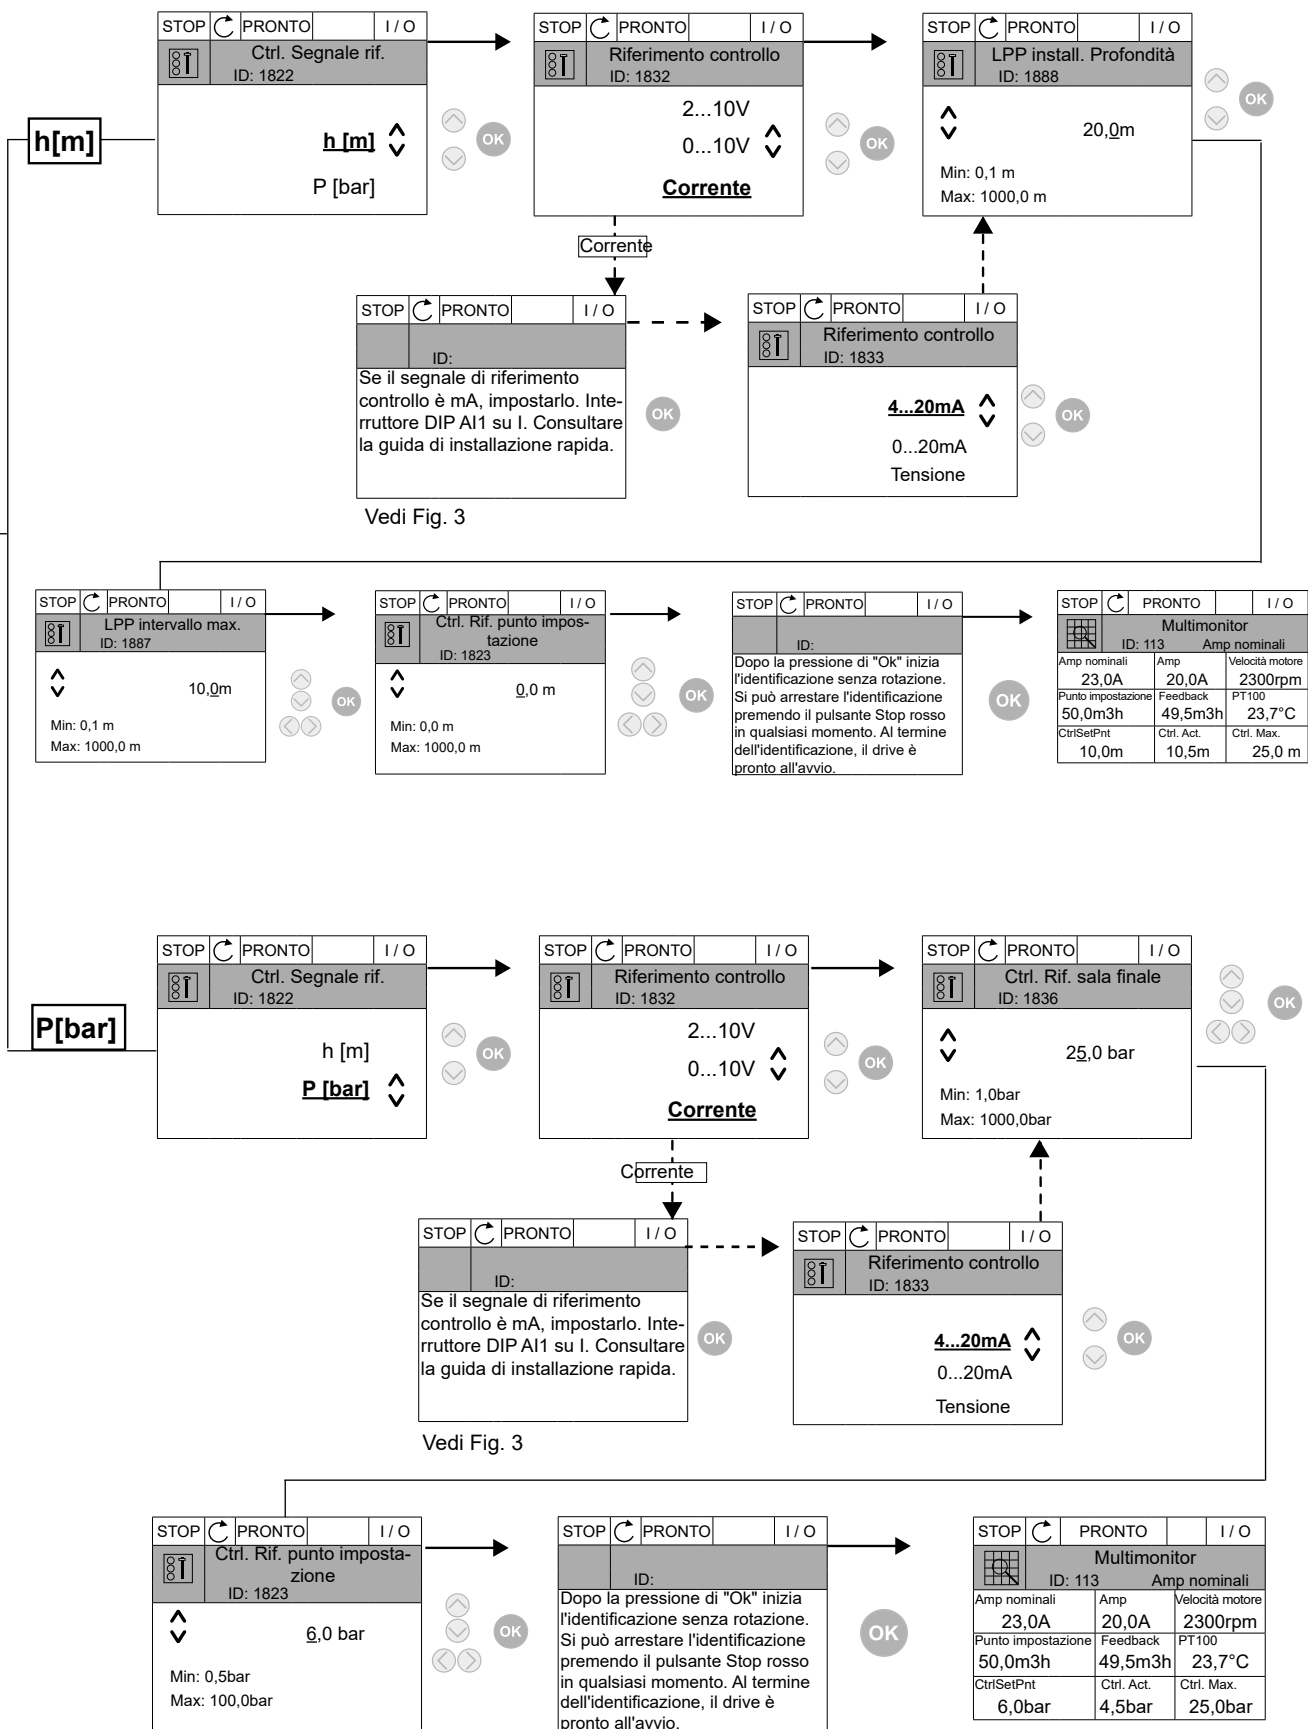 STOP PRONTO I / O
Ctrl. Segnale rif.
ID: 1822
h [m]
P [bar]
OK
STOP PRONTO I / O
Riferimento controllo
ID: 1832
2...10V
0...10V
Corrente
OK
STOP PRONTO I / O
LPP install. Profondità
ID: 1888
20,0m
Min: 0,1 m
Max: 1000,0 m
OK
h[m]
Corrente
STOP PRONTO I / O
ID:
Se il segnale di riferimento
controllo è mA, impostarlo. Inte-
rruttore DIP AI1 su I. Consultare
la guida di installazione rapida.
OK
Vedi Fig. 3
STOP PRONTO I / O
Riferimento controllo
ID: 1833
4...20mA
0...20mA
Tensione
OK
STOP PRONTO I / O
LPP intervallo max.
ID: 1887
10,0m
Min: 0,1 m
Max: 1000,0 m
OK
STOP PRONTO I / O
Ctrl. Rif. punto impos-
tazione
ID: 1823
0,0 m
Min: 0,0 m
Max: 1000,0 m
OK
STOP PRONTO I / O
ID:
Dopo la pressione di "Ok" inizia
l'identificazione senza rotazione.
Si può arrestare l'identificazione
premendo il pulsante Stop rosso
in qualsiasi momento. Al termine
dell'identificazione, il drive è
pronto all'avvio.
OK
STOP PRONTO I / O
Multimonitor
ID: 113 Amp nominali
Amp nominali Amp Velocità motore
23,0A 20,0A 2300rpm
Punto impostazione Feedback PT100
50,0m3h 49,5m3h 23,7°C
CtrlSetPnt Ctrl. Act. Ctrl. Max.
10,0m 10,5m 25,0 m
P[bar]
STOP PRONTO I / O
Ctrl. Segnale rif.
ID: 1822
h [m]
P [bar]
OK
STOP PRONTO I / O
Riferimento controllo
ID: 1832
2...10V
0...10V
Corrente
OK
STOP PRONTO I / O
Ctrl. Rif. sala finale
ID: 1836
25,0 bar
Min: 1,0bar
Max: 1000,0bar
OK
Corrente
STOP PRONTO I / O
ID:
Se il segnale di riferimento
controllo è mA, impostarlo. Inte-
rruttore DIP AI1 su I. Consultare
la guida di installazione rapida.
OK
Vedi Fig. 3
STOP PRONTO I / O
Riferimento controllo
ID: 1833
4...20mA
0...20mA
Tensione
OK
STOP PRONTO I / O
Ctrl. Rif. punto imposta-
zione
ID: 1823
6,0 bar
Min: 0,5bar
Max: 100,0bar
OK
STOP PRONTO I / O
ID:
Dopo la pressione di "Ok" inizia
l'identificazione senza rotazione.
Si può arrestare l'identificazione
premendo il pulsante Stop rosso
in qualsiasi momento. Al termine
dell'identificazione, il drive è
pronto all'avvio.
OK
STOP PRONTO I / O
Multimonitor
ID: 113 Amp nominali
Amp nominali Amp Velocità motore
23,0A 20,0A 2300rpm
Punto impostazione Feedback PT100
50,0m3h 49,5m3h 23,7°C
CtrlSetPnt Ctrl. Act. Ctrl. Max.
6,0bar 4,5bar 25,0bar